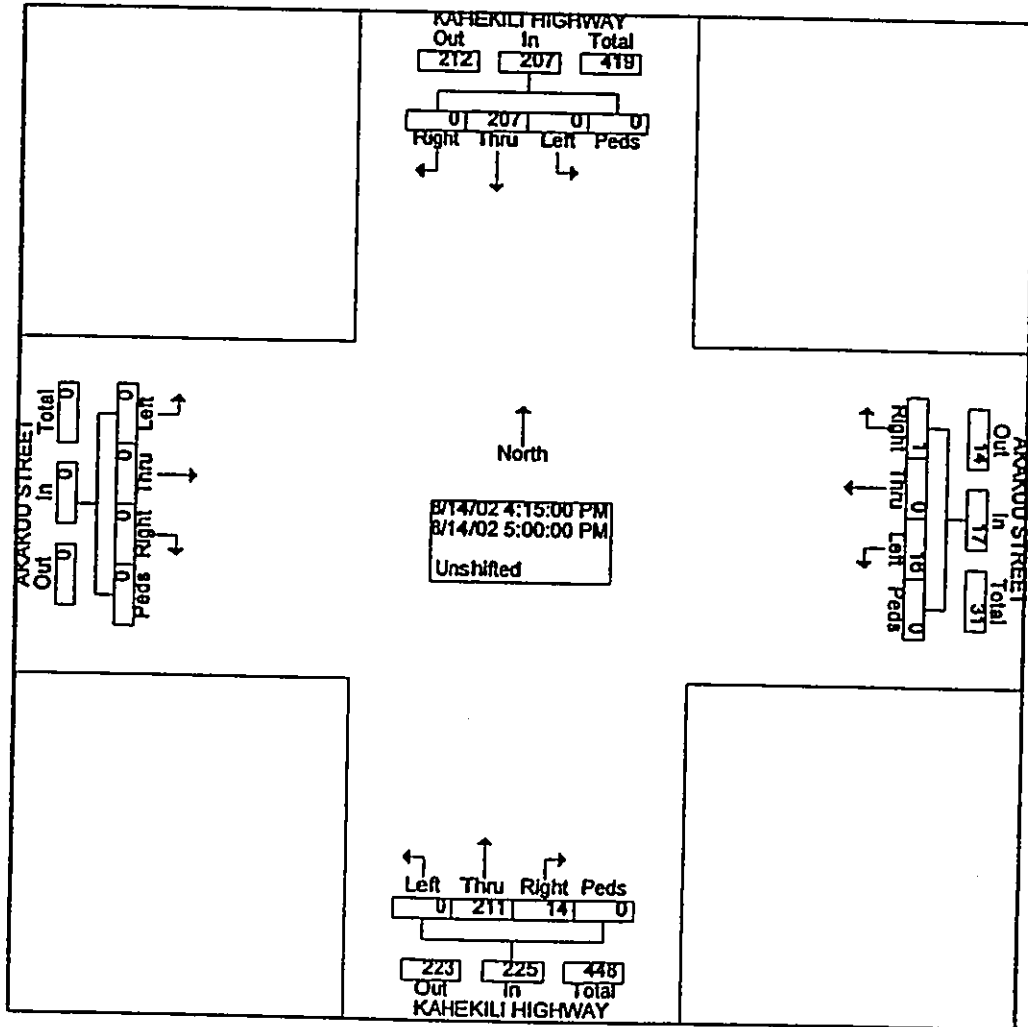 KAHEKILI HIGHWAY
Out In Total
212 207 419
0 207 0 0
Right Thru Left Peds
AKAKUU STREET
Total In Out
0 0 0
0 0 0 0
Left Thru Right Peds
North
8/14/02 4:15:00 PM
8/14/02 5:00:00 PM
Unshifted
Right Thru Left Peds
1 0 16 0
14 17 31
Out In Total
AKAKUU STREET
Left Thru Right Peds
0 211 14 0
223 225 448
Out In Total
KAHEKILI HIGHWAY